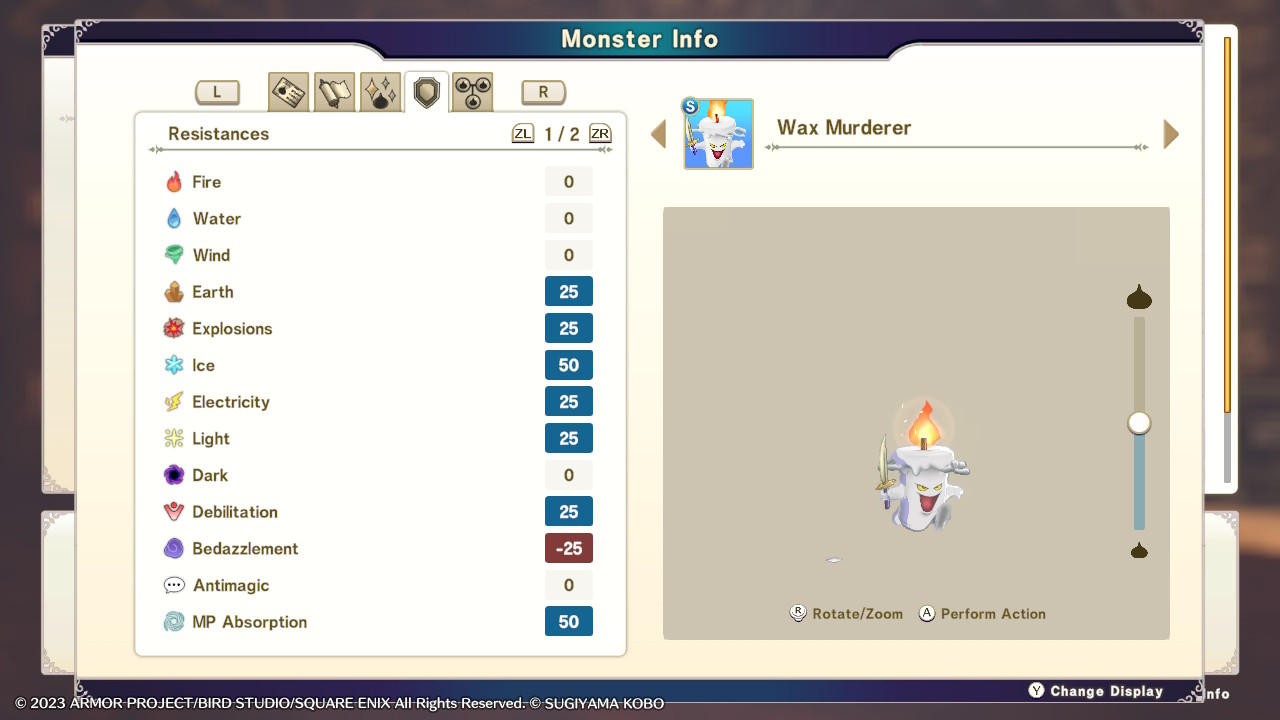 Monster Info
L
R
Resistances
ZL 1 / 2 ZR
Fire 0
Water 0
Wind 0
Earth 25
Explosions 25
Ice 50
Electricity 25
Light 25
Dark 0
Debilitation 25
Bedazzlement -25
Antimagic 0
MP Absorption 50
S
Wax Murderer
R Rotate/Zoom A Perform Action
Y Change Display
Info
© 2023 ARMOR PROJECT/BIRD STUDIO/SQUARE ENIX All Rights Reserved. © SUGIYAMA KOBO